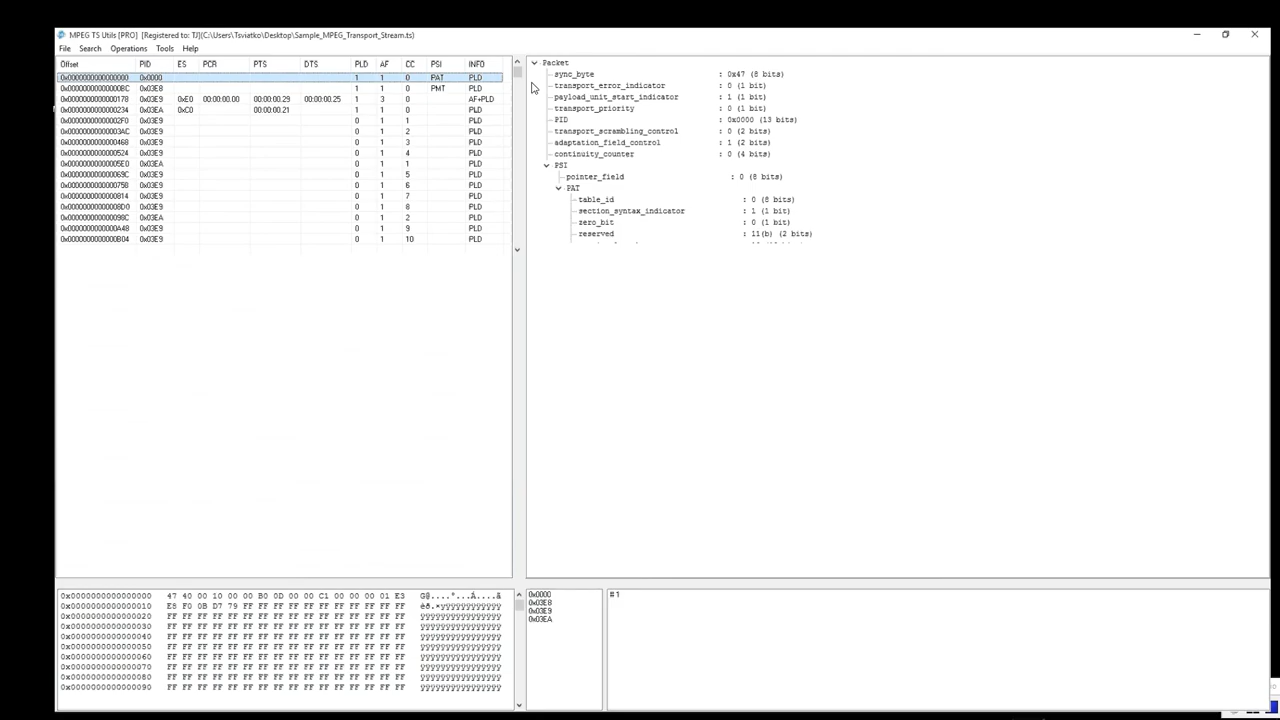 MPEG TS Utils [PRO] [Registered to: TJ](C:\Users\Tsviatko\Desktop\Sample_MPEG_Transport_Stream.ts)
File Search Operations Tools Help
Offset PID ES PCR PTS DTS PLD AF CC PSI INFO
0x0000000000000000 0x0000 1 1 0 PAT PLD
0x00000000000000BC 0x03E8 1 1 0 PMT PLD
0x0000000000000178 0x03E9 0xE0 00:00:00.00 00:00:00.29 00:00:00.25 1 3 0 AF+PLD
0x0000000000000234 0x03EA 0xC0 00:00:00.21 1 1 0 PLD
0x00000000000002F0 0x03E9 0 1 1 PLD
0x00000000000003AC 0x03E9 0 1 2 PLD
0x0000000000000468 0x03E9 0 1 3 PLD
0x0000000000000524 0x03E9 0 1 4 PLD
0x00000000000005E0 0x03EA 0 1 1 PLD
0x000000000000069C 0x03E9 0 1 5 PLD
0x0000000000000758 0x03E9 0 1 6 PLD
0x0000000000000814 0x03E9 0 1 7 PLD
0x00000000000008D0 0x03E9 0 1 8 PLD
0x000000000000098C 0x03EA 0 1 2 PLD
0x0000000000000A48 0x03E9 0 1 9 PLD
0x0000000000000B04 0x03E9 0 1 10 PLD
Packet
sync_byte : 0x47 (8 bits)
transport_error_indicator : 0 (1 bit)
payload_unit_start_indicator : 1 (1 bit)
transport_priority : 0 (1 bit)
PID : 0x0000 (13 bits)
transport_scrambling_control : 0 (2 bits)
adaptation_field_control : 1 (2 bits)
continuity_counter : 0 (4 bits)
PSI
pointer_field : 0 (8 bits)
PAT
table_id : 0 (8 bits)
section_syntax_indicator : 1 (1 bit)
zero_bit : 0 (1 bit)
reserved : 11(b) (2 bits)
0x0000000000000000 47 40 00 10 00 00 B0 0D 00 00 C1 00 00 00 01 E3 G@....°...Á....ã
0x0000000000000010 E8 F0 0B D7 79 FF FF FF FF FF FF FF FF FF FF FF èð.×yÿÿÿÿÿÿÿÿÿÿÿ
0x0000000000000020 FF FF FF FF FF FF FF FF FF FF FF FF FF FF FF FF ÿÿÿÿÿÿÿÿÿÿÿÿÿÿÿÿ
0x0000000000000030 FF FF FF FF FF FF FF FF FF FF FF FF FF FF FF FF ÿÿÿÿÿÿÿÿÿÿÿÿÿÿÿÿ
0x0000000000000040 FF FF FF FF FF FF FF FF FF FF FF FF FF FF FF FF ÿÿÿÿÿÿÿÿÿÿÿÿÿÿÿÿ
0x0000000000000050 FF FF FF FF FF FF FF FF FF FF FF FF FF FF FF FF ÿÿÿÿÿÿÿÿÿÿÿÿÿÿÿÿ
0x0000000000000060 FF FF FF FF FF FF FF FF FF FF FF FF FF FF FF FF ÿÿÿÿÿÿÿÿÿÿÿÿÿÿÿÿ
0x0000000000000070 FF FF FF FF FF FF FF FF FF FF FF FF FF FF FF FF ÿÿÿÿÿÿÿÿÿÿÿÿÿÿÿÿ
0x0000000000000080 FF FF FF FF FF FF FF FF FF FF FF FF FF FF FF FF ÿÿÿÿÿÿÿÿÿÿÿÿÿÿÿÿ
0x0000000000000090 FF FF FF FF FF FF FF FF FF FF FF FF FF FF FF FF ÿÿÿÿÿÿÿÿÿÿÿÿÿÿÿÿ
0x0000
0x03E8
0x03E9
0x03EA
#1